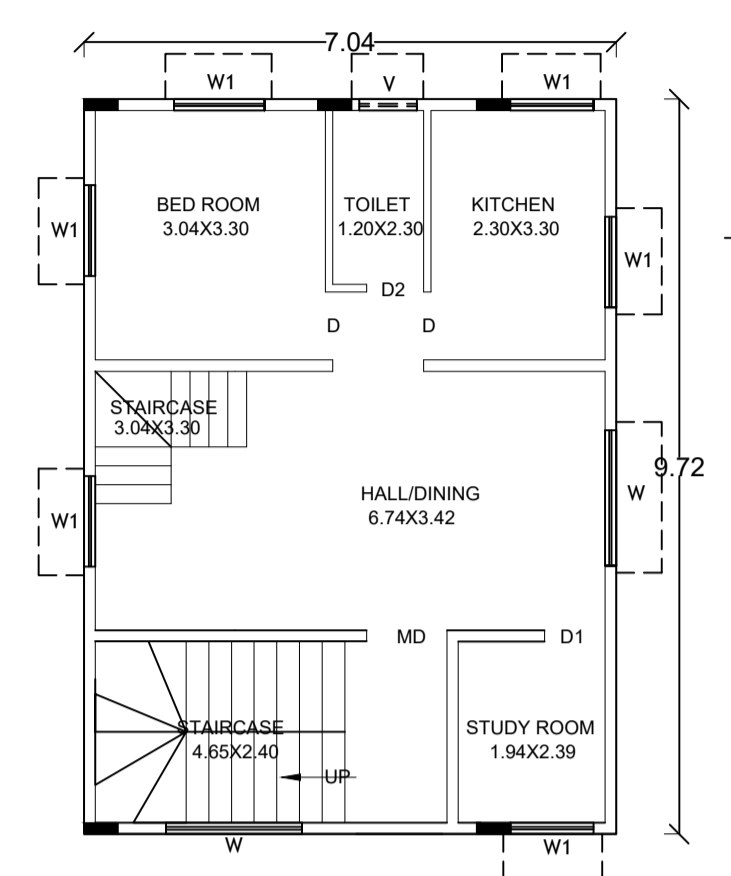 7.04
W1
V
W1
BED ROOM
3.04X3.30
TOILET
1.20X2.30
KITCHEN
2.30X3.30
W1
W1
D2
D
D
STAIRCASE
3.04X3.30
9.72
HALL/DINING
6.74X3.42
W
W1
MD
D1
STAIRCASE
4.65X2.40
STUDY ROOM
1.94X2.39
UP
W
W1